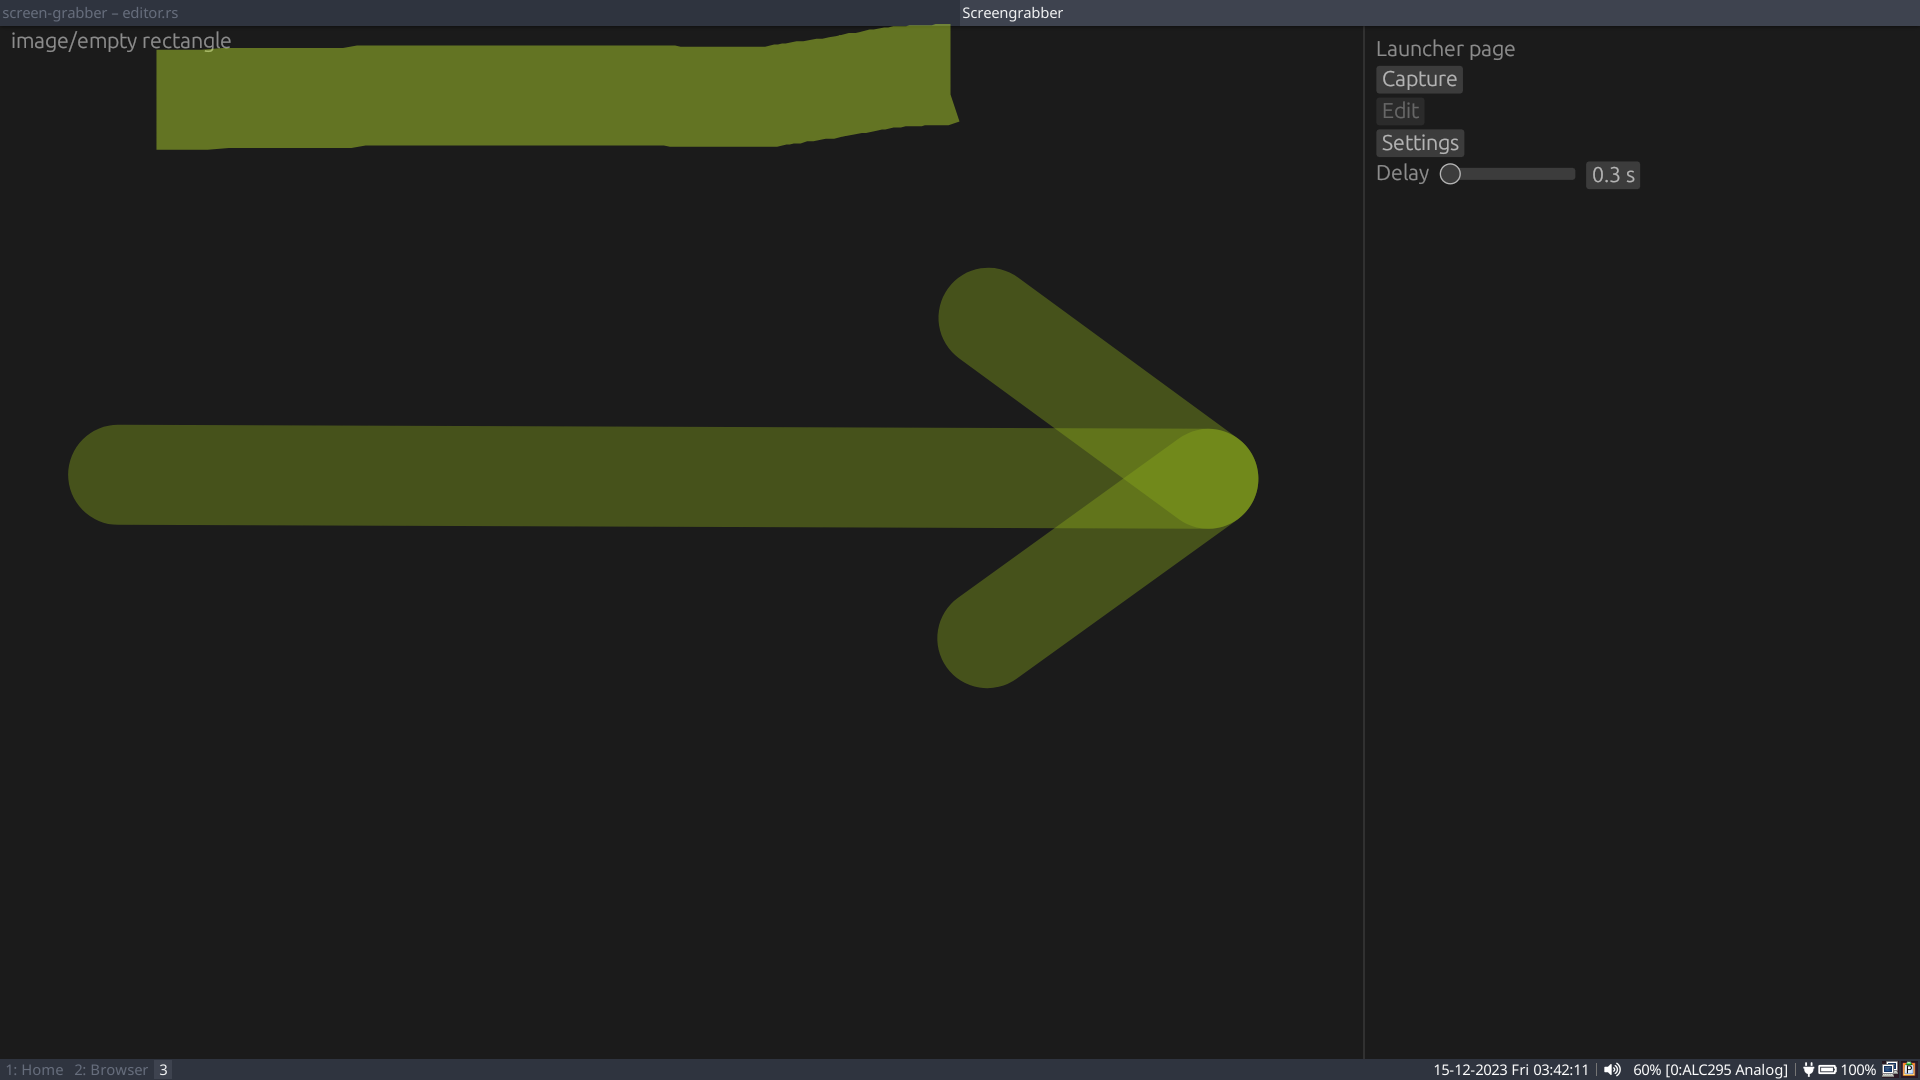 screen-grabber – editor.rs
Screengrabber
image/empty rectangle
Launcher page
Capture
Edit
Settings
Delay 0.3 s
1: Home 2: Browser 3
15-12-2023 Fri 03:42:11 60% [0:ALC295 Analog] 100%